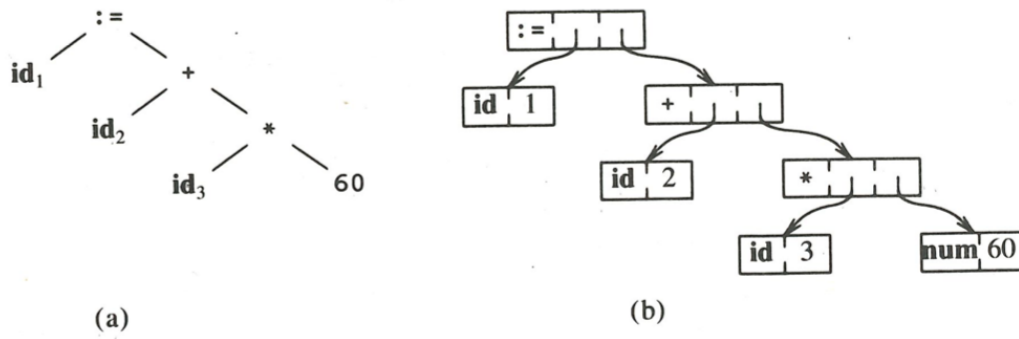 :=
id₁ +
id₂ *
id₃ 60
(a)
:=
id 1 +
id 2 *
id 3 num 60
(b)